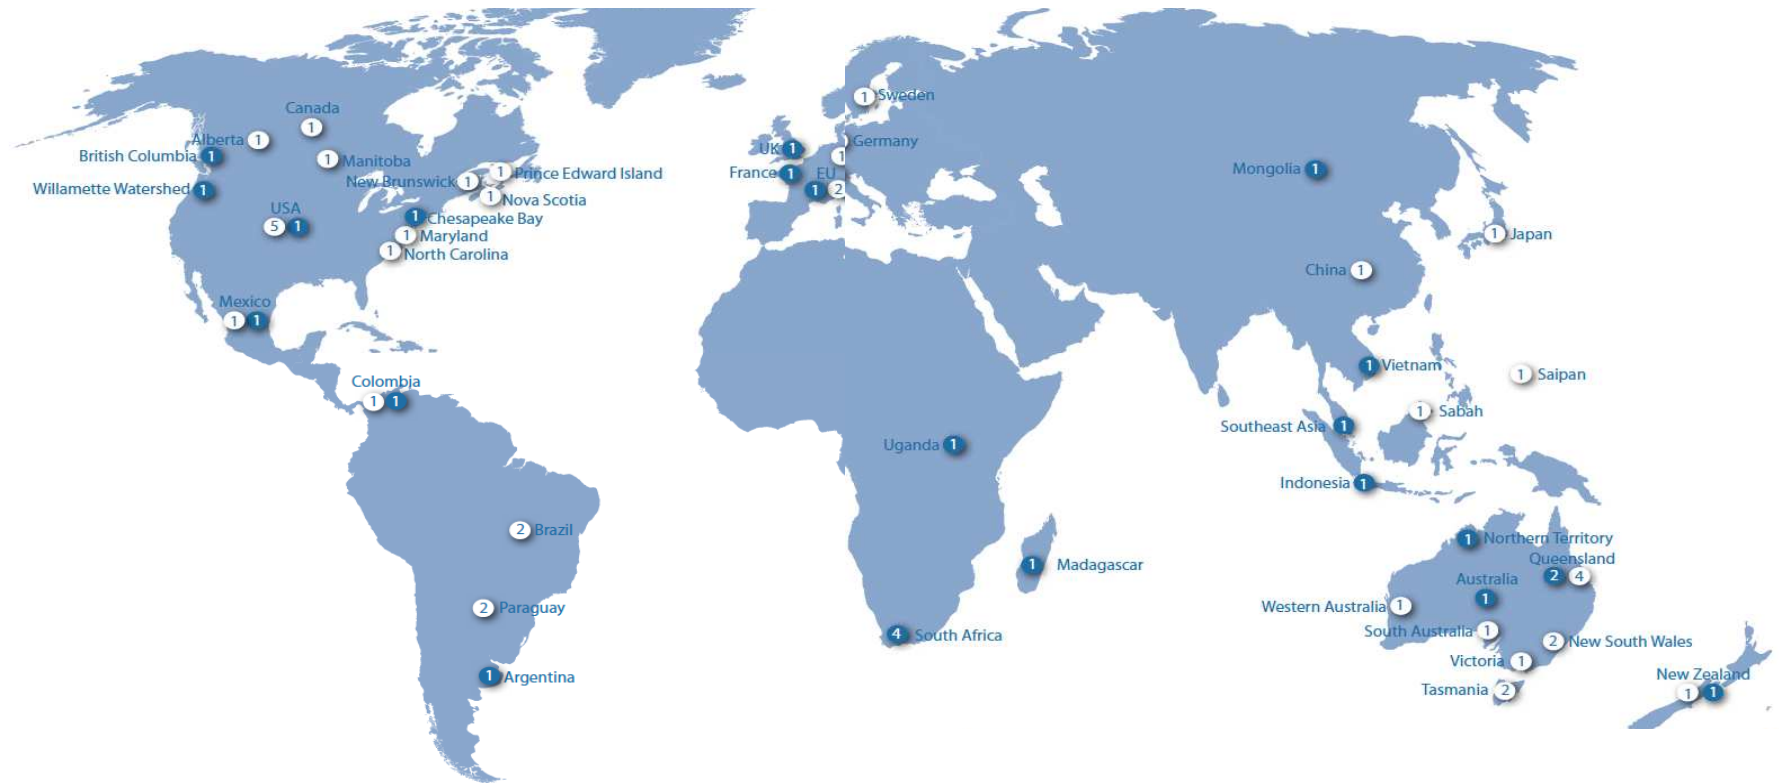 Canada
1
Alberta 1
British Columbia 1
1 Manitoba
Willamette Watershed 1
New Brunswick 1
1 Prince Edward Island
1 Nova Scotia
USA
5 1
1 Chesapeake Bay
1 Maryland
1 North Carolina
Mexico
1 1
Colombia
1 1
2 Brazil
2 Paraguay
1 Argentina
1 Sweden
UK 1
Germany
1
France 1
EU
1 2
Uganda 1
1 Madagascar
4 South Africa
Mongolia 1
1 Japan
China 1
1 Vietnam
1 Saipan
1 Sabah
Southeast Asia 1
Indonesia 1
1 Northern Territory
Queensland
2 4
Australia
1
Western Australia 1
South Australia 1
2 New South Wales
Victoria 1
Tasmania 2
New Zealand
1 1